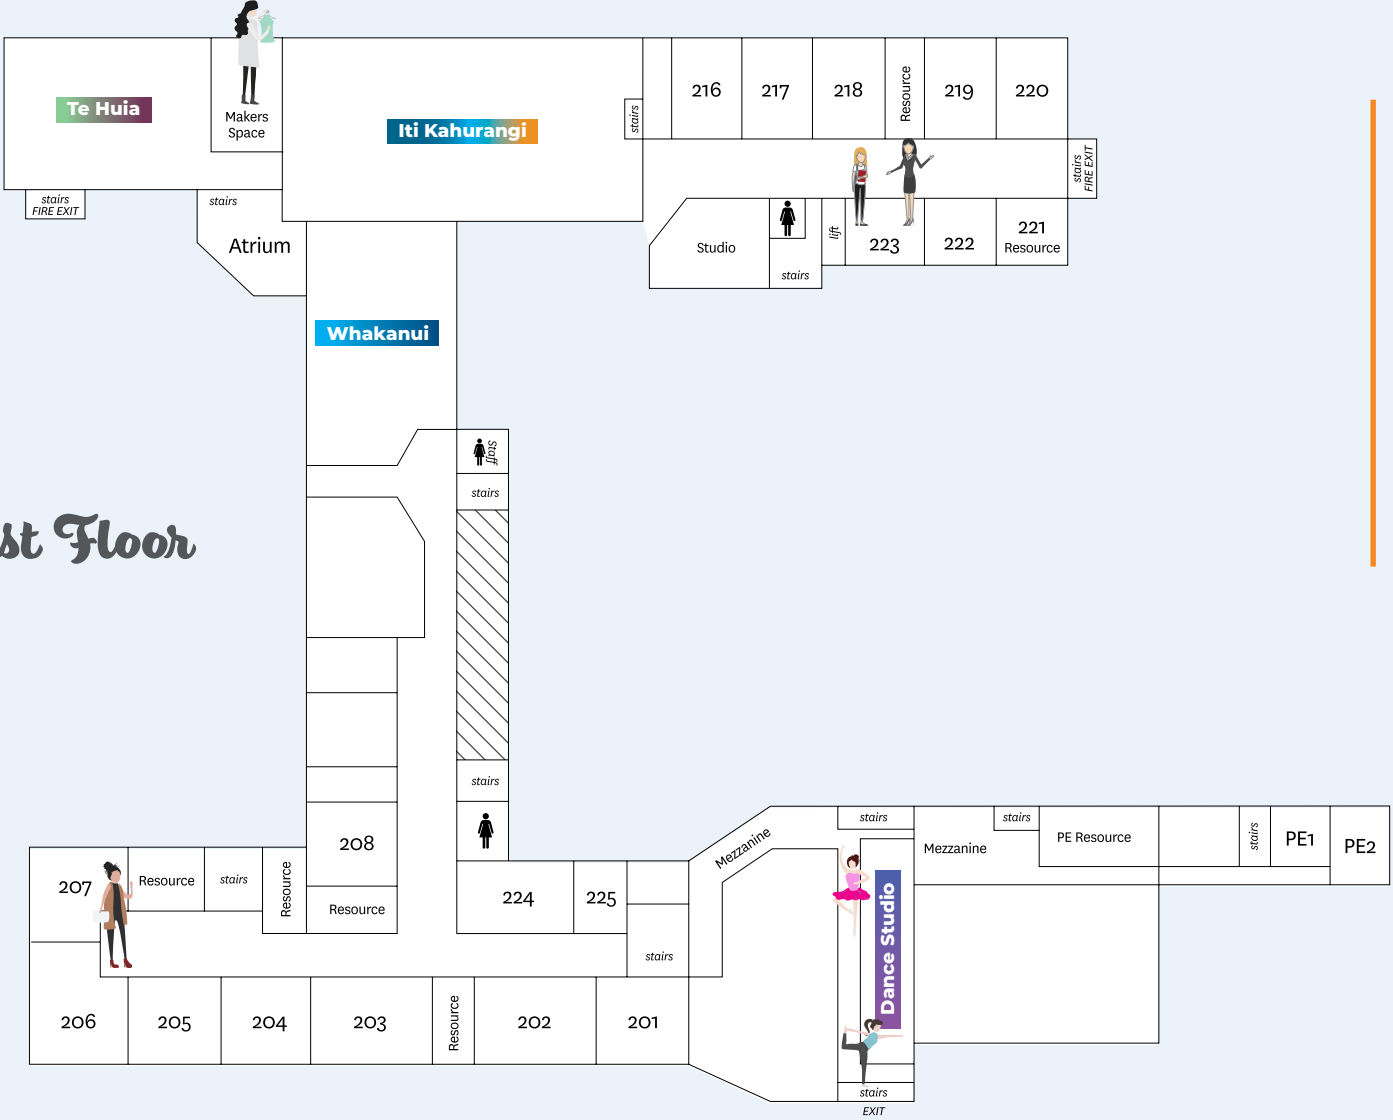 Te Huia
Makers
Space
Iti Kahurangi
stairs
216
217
218
Resource
219
220
stairs
FIRE EXIT
stairs
FIRE EXIT
stairs
Atrium
Studio
stairs
lift
223
222
221
Resource
Whakanui
staff
stairs
st Floor
stairs
208
Resource
207
Resource
stairs
Resource
224
225
stairs
Mezzanine
stairs
Mezzanine
stairs
PE Resource
stairs
PE1
PE2
Dance Studio
206
205
204
203
Resource
202
201
stairs
EXIT